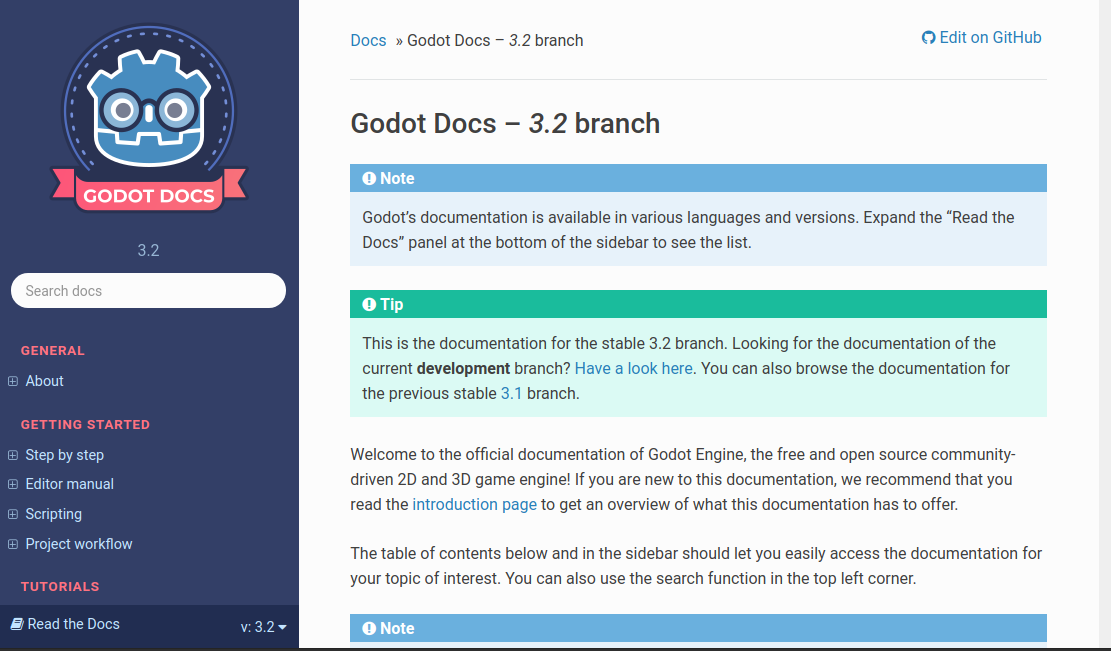 GODOT DOCS
3.2
Search docs
GENERAL
About
GETTING STARTED
Step by step
Editor manual
Scripting
Project workflow
TUTORIALS
Read the Docs
v: 3.2
Docs » Godot Docs – 3.2 branch
Edit on GitHub
Godot Docs – 3.2 branch
Note
Godot’s documentation is available in various languages and versions. Expand the “Read the
Docs” panel at the bottom of the sidebar to see the list.
Tip
This is the documentation for the stable 3.2 branch. Looking for the documentation of the
current development branch? Have a look here. You can also browse the documentation for
the previous stable 3.1 branch.
Welcome to the official documentation of Godot Engine, the free and open source community-
driven 2D and 3D game engine! If you are new to this documentation, we recommend that you
read the introduction page to get an overview of what this documentation has to offer.
The table of contents below and in the sidebar should let you easily access the documentation for
your topic of interest. You can also use the search function in the top left corner.
Note